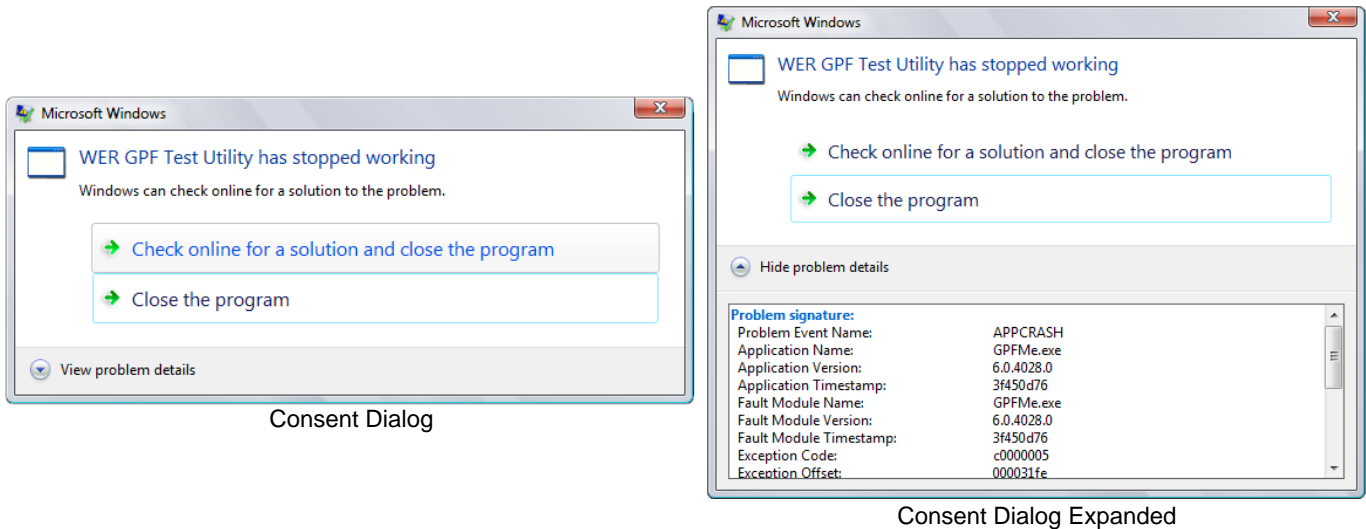 Microsoft Windows
WER GPF Test Utility has stopped working
Windows can check online for a solution to the problem.
Check online for a solution and close the program
Close the program
View problem details
Consent Dialog
Microsoft Windows
WER GPF Test Utility has stopped working
Windows can check online for a solution to the problem.
Check online for a solution and close the program
Close the program
Hide problem details
Problem signature:
Problem Event Name: APPCRASH
Application Name: GPFMe.exe
Application Version: 6.0.4028.0
Application Timestamp: 3f450d76
Fault Module Name: GPFMe.exe
Fault Module Version: 6.0.4028.0
Fault Module Timestamp: 3f450d76
Exception Code: c0000005
Exception Offset: 000031fe
Consent Dialog Expanded